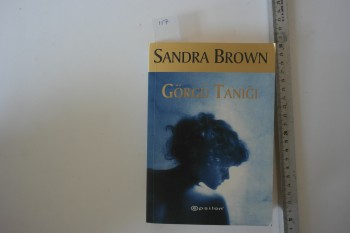 SANDRA BROWN
GÖRGÜ TANIĞI
epsilon